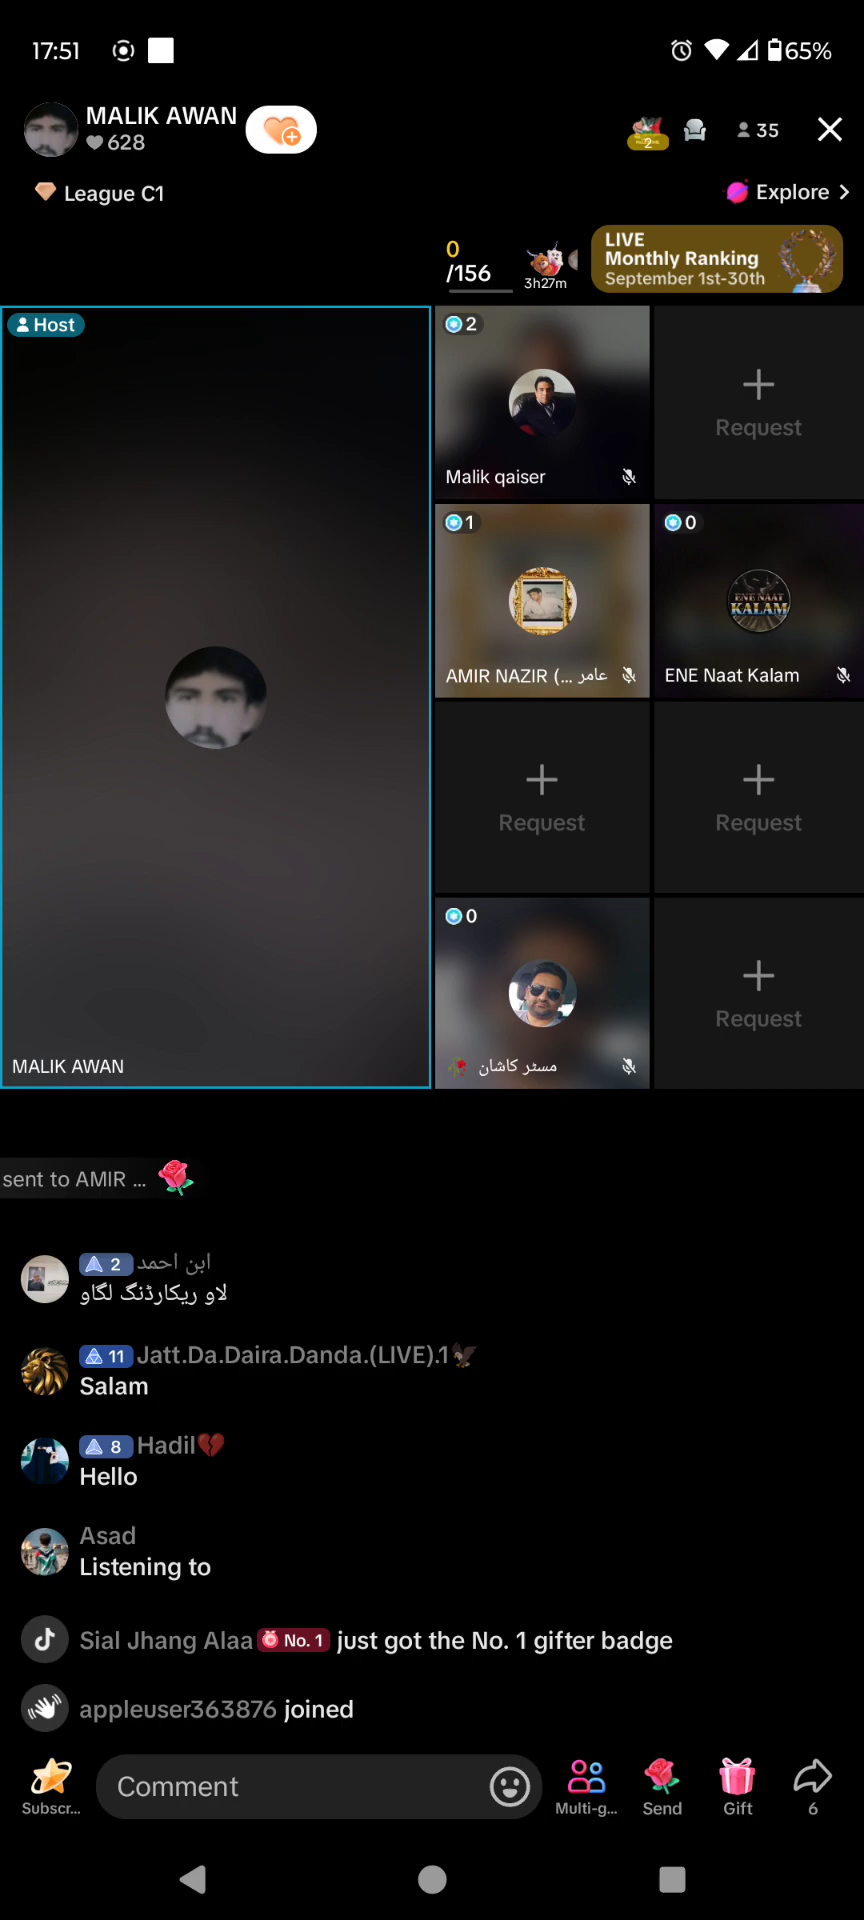 17:51
65%
MALIK AWAN
628
2
35
League C1
Explore
0
/156
3h27m
LIVE
Monthly Ranking
September 1st-30th
Host
MALIK AWAN
2
Malik qaiser
Request
1
AMIR NAZIR (... عامر
0
ENE NAAT
KALAM
ENE Naat Kalam
Request
Request
0
مسٹر کاشان
Request
sent to AMIR ...
2 ابن احمد
لاو ریکارڈنگ لگاو
11 Jatt.Da.Daira.Danda.(LIVE).1
Salam
8 Hadil
Hello
Asad
Listening to
Sial Jhang Alaa No. 1 just got the No. 1 gifter badge
appleuser363876 joined
Subscr...
Comment
Multi-g...
Send
Gift
6